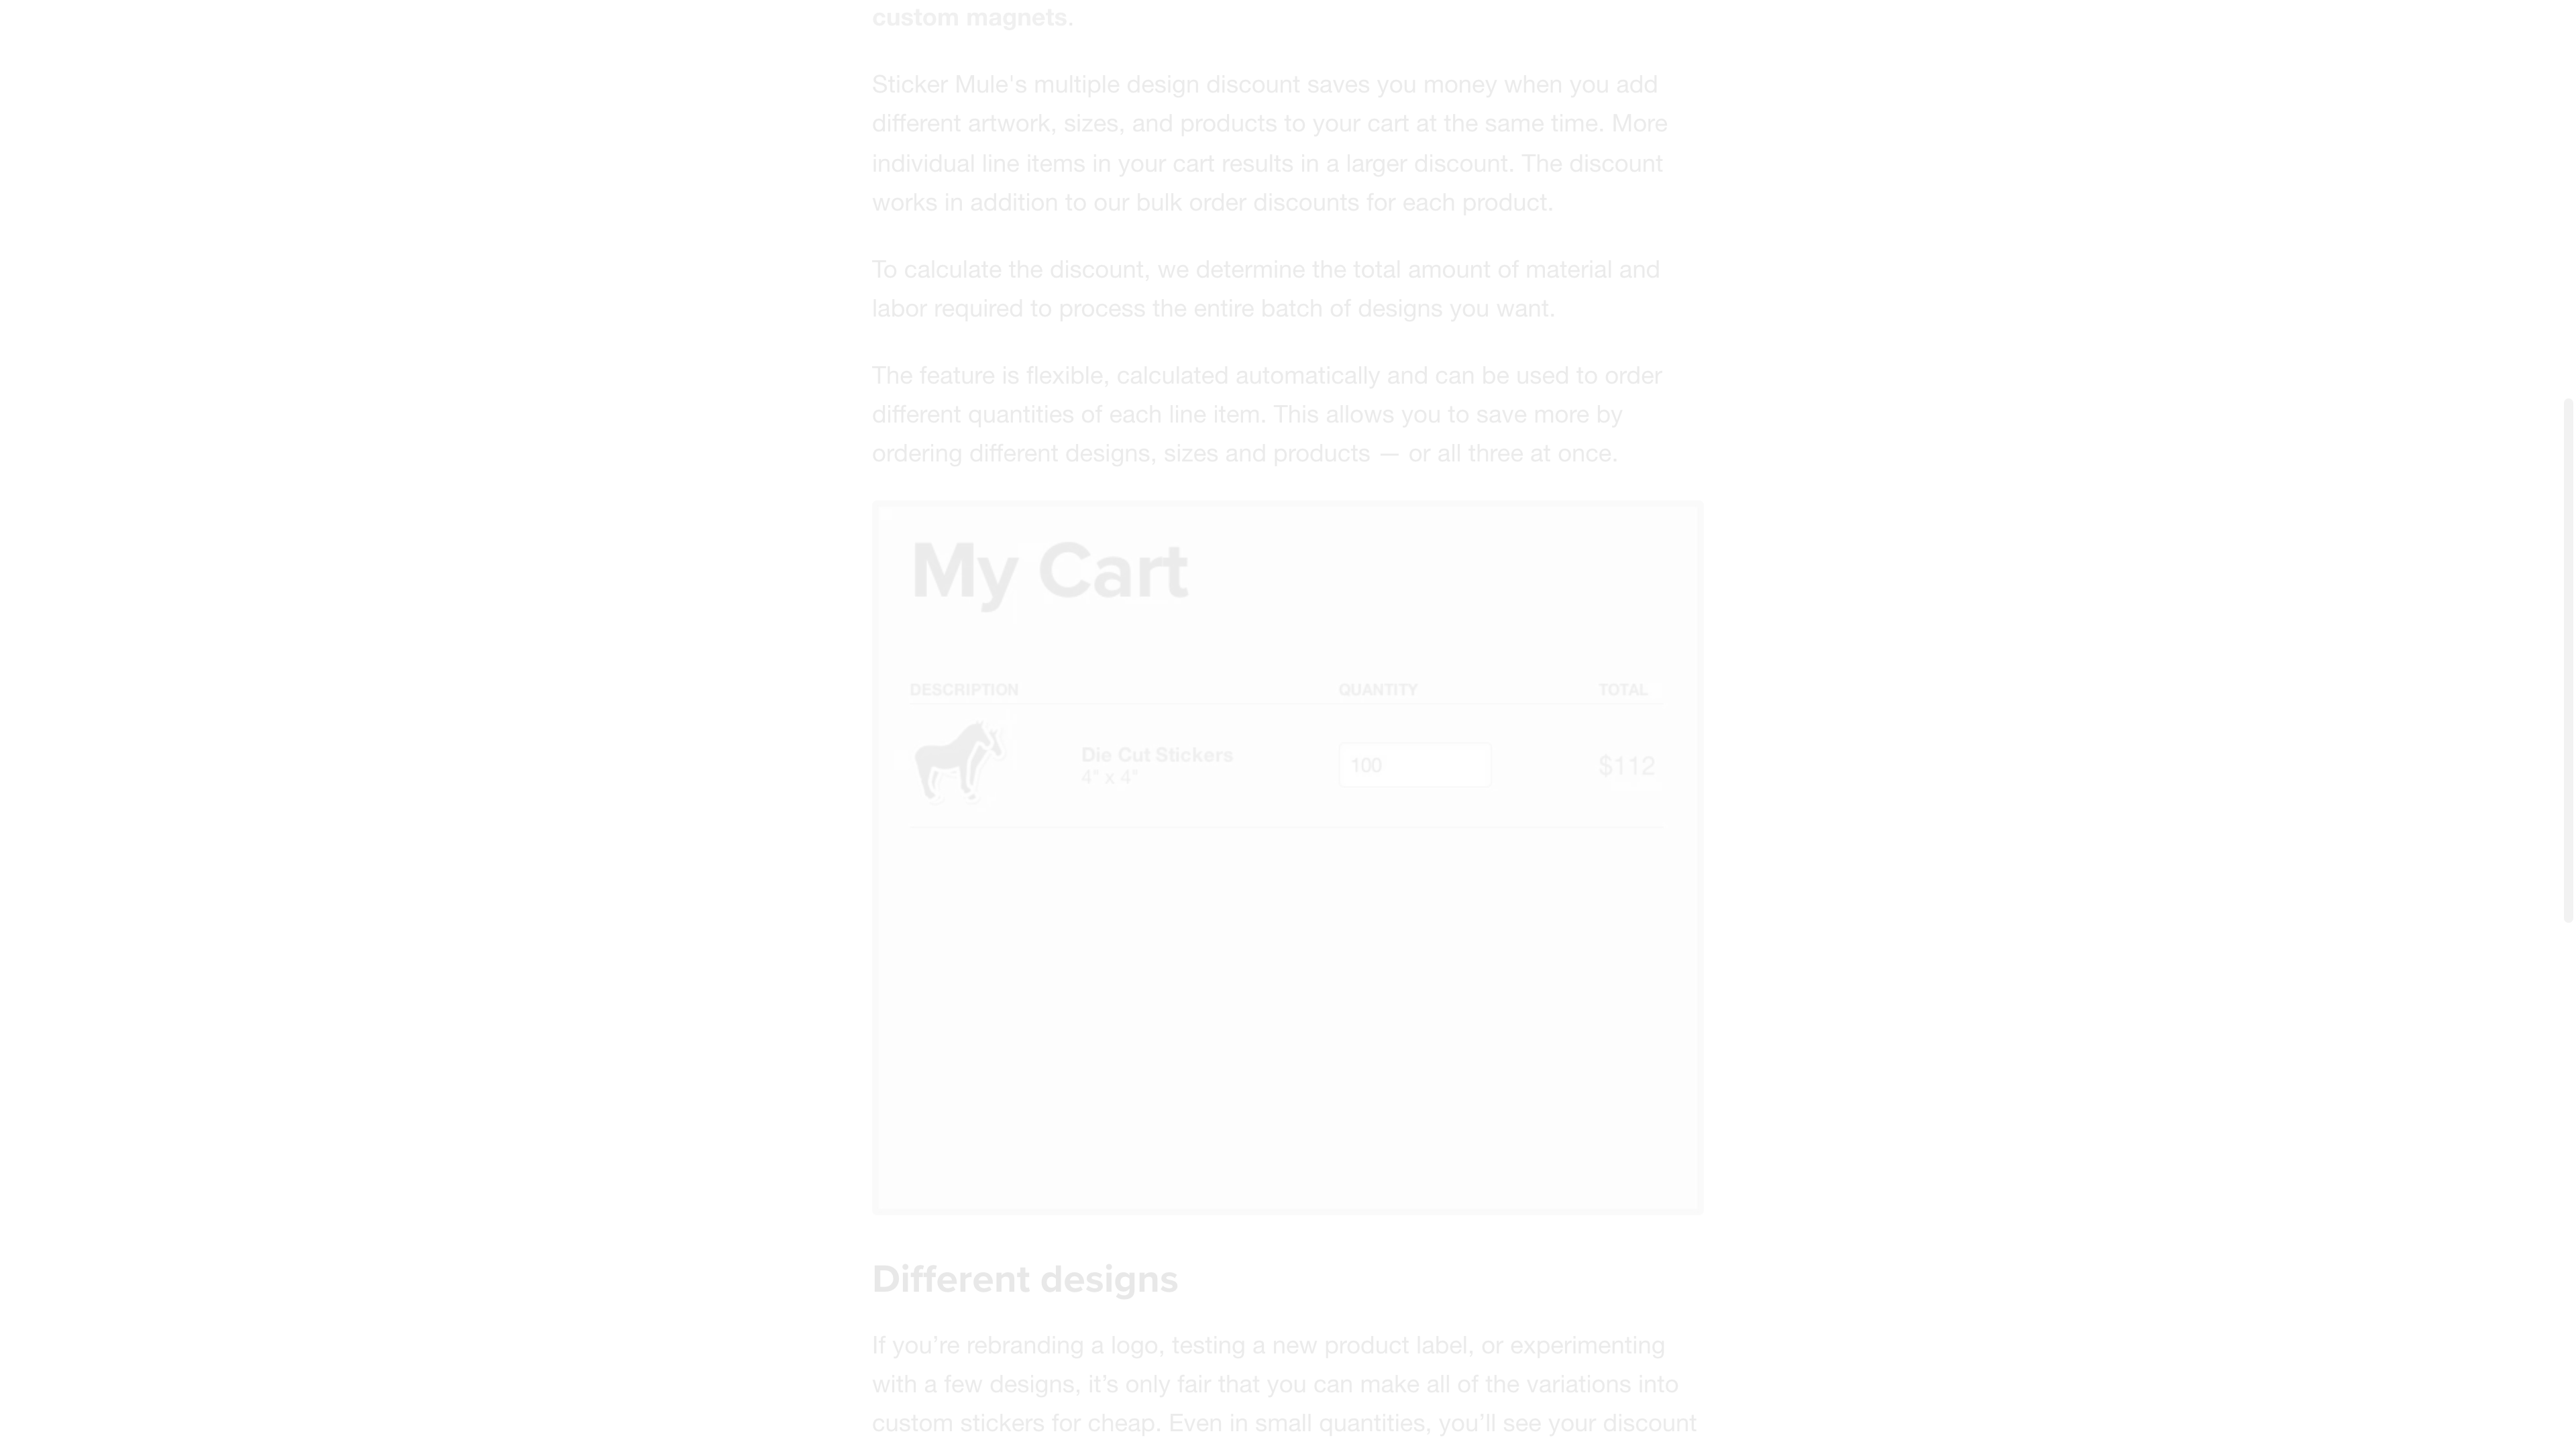 custom magnets.
Sticker Mule's multiple design discount saves you money when you add
different artwork, sizes, and products to your cart at the same time. More
individual line items in your cart results in a larger discount. The discount
works in addition to our bulk order discounts for each product.
To calculate the discount, we determine the total amount of material and
labor required to process the entire batch of designs you want.
The feature is flexible, calculated automatically and can be used to order
different quantities of each line item. This allows you to save more by
ordering different designs, sizes and products — or all three at once.
My Cart
DESCRIPTION QUANTITY TOTAL
Die Cut Stickers
4" x 4"
100
$112
Different designs
If you’re rebranding a logo, testing a new product label, or experimenting
with a few designs, it’s only fair that you can make all of the variations into
custom stickers for cheap. Even in small quantities, you’ll see your discount